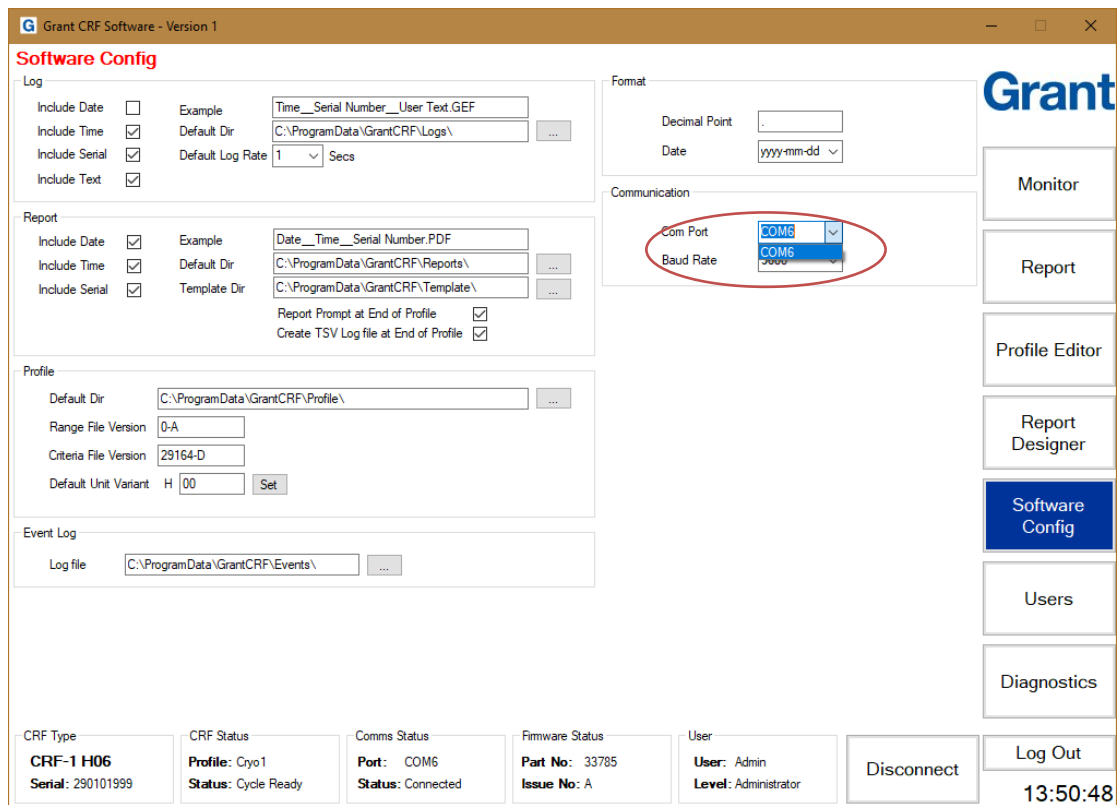 G Grant CRF Software - Version 1
Software Config
Log
Include Date
Example Time__Serial Number__User Text.GEF
Include Time
Default Dir C:\ProgramData\GrantCRF\Logs\ ...
Include Serial
Default Log Rate 1 Secs
Include Text
Report
Include Date
Example Date__Time__Serial Number.PDF
Include Time
Default Dir C:\ProgramData\GrantCRF\Reports\ ...
Include Serial
Template Dir C:\ProgramData\GrantCRF\Template\ ...
Report Prompt at End of Profile
Create TSV Log file at End of Profile
Profile
Default Dir C:\ProgramData\GrantCRF\Profile\ ...
Range File Version 0-A
Criteria File Version 29164-D
Default Unit Variant H 00 Set
Event Log
Log file C:\ProgramData\GrantCRF\Events\ ...
Format
Decimal Point .
Date yyyy-mm-dd
Communication
Com Port COM6
COM6
Baud Rate
Grant
Monitor
Report
Profile Editor
Report
Designer
Software
Config
Users
Diagnostics
CRF Type
CRF-1 H06
Serial: 290101999
CRF Status
Profile: Cryo1
Status: Cycle Ready
Comms Status
Port: COM6
Status: Connected
Firmware Status
Part No: 33785
Issue No: A
User
User: Admin
Level: Administrator
Disconnect
Log Out
13:50:48